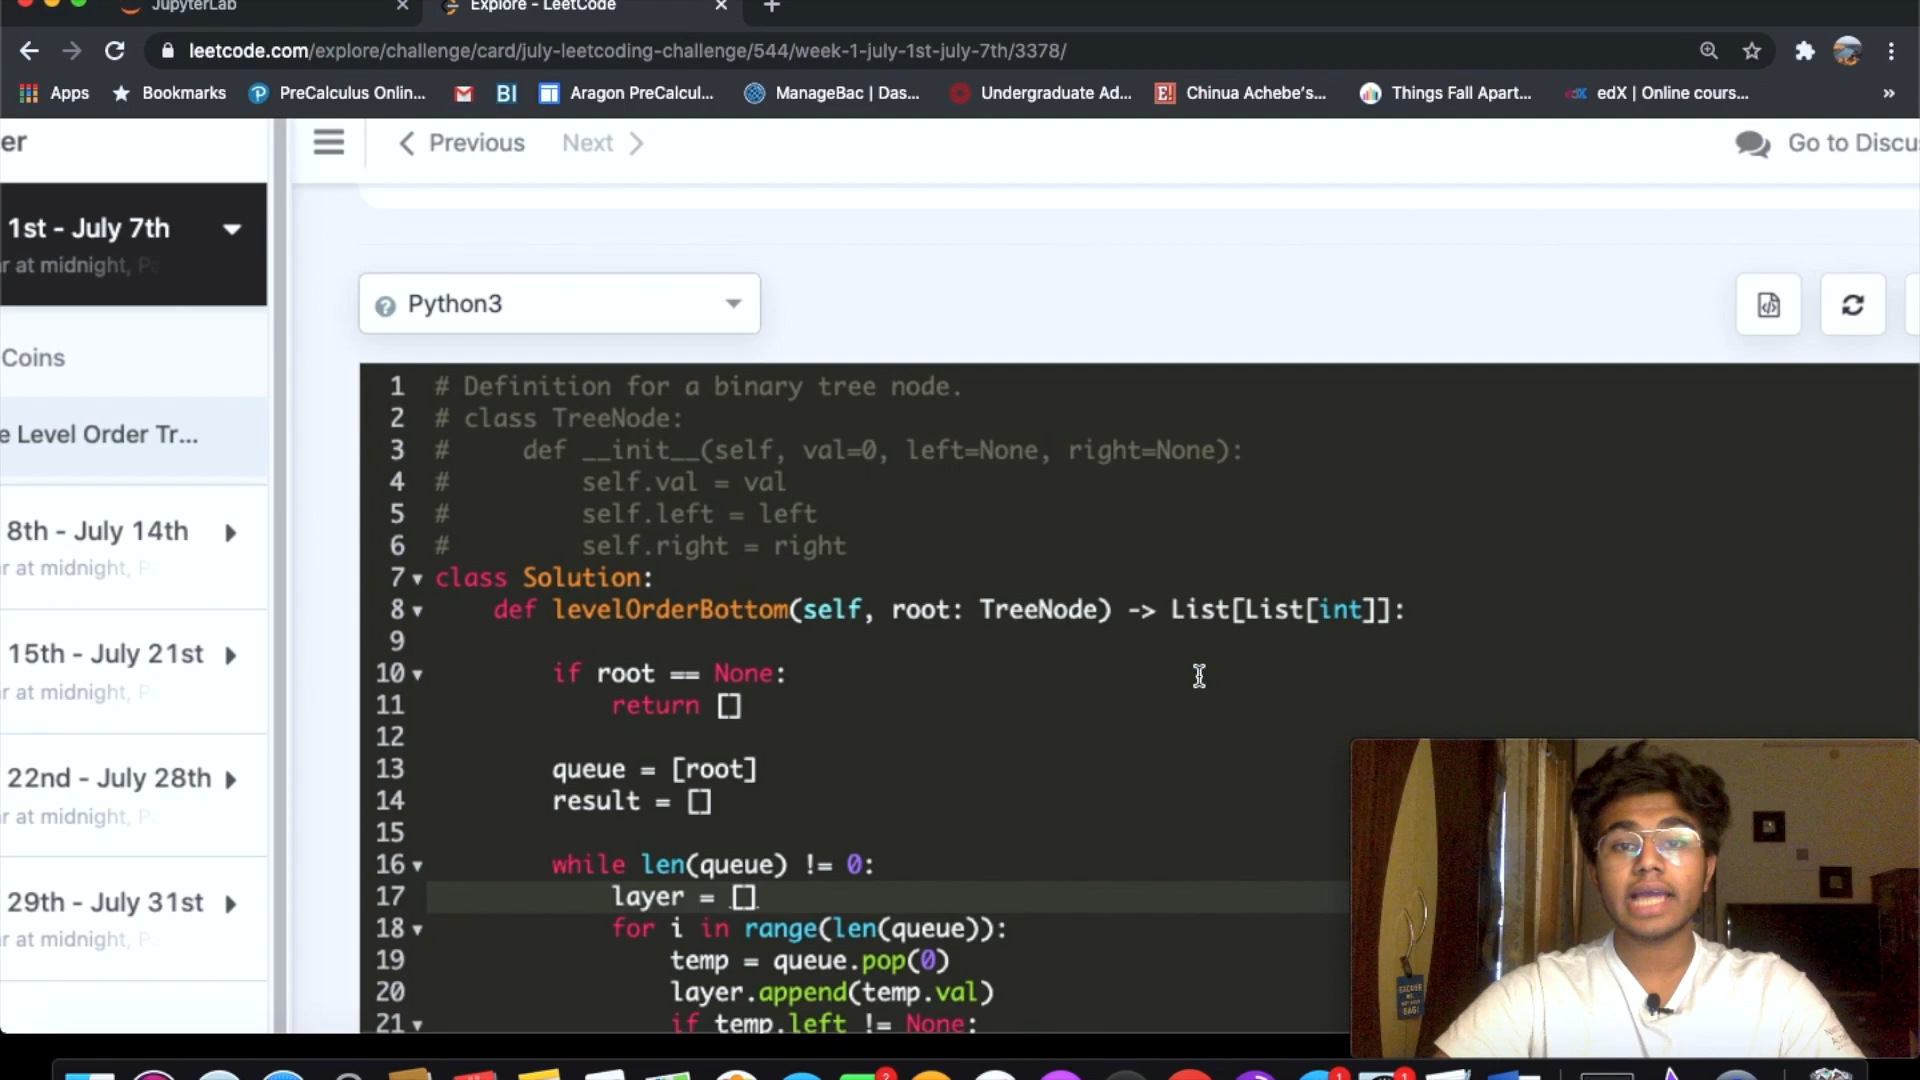 JupyterLab
Explore - LeetCode
leetcode.com/explore/challenge/card/july-leetcoding-challenge/544/week-1-july-1st-july-7th/3378/
Apps
Bookmarks
PreCalculus Onlin...
BI
Aragon PreCalcul...
ManageBac | Das...
Undergraduate Ad...
E!
Chinua Achebe's...
Things Fall Apart...
edX
edX | Online cours...
»
er
Previous
Next
Go to Discu
1st - July 7th
r at midnight, Pa
Coins
e Level Order Tr...
8th - July 14th
r at midnight, P
15th - July 21st
r at midnight, P
22nd - July 28th
r at midnight, P
29th - July 31st
r at midnight, P
Python3
1 # Definition for a binary tree node.
2 # class TreeNode:
3 #     def __init__(self, val=0, left=None, right=None):
4 #         self.val = val
5 #         self.left = left
6 #         self.right = right
7 class Solution:
8     def levelOrderBottom(self, root: TreeNode) -> List[List[int]]:
9
10         if root == None:
11             return []
12
13         queue = [root]
14         result = []
15
16         while len(queue) != 0:
17             layer = []
18             for i in range(len(queue)):
19                 temp = queue.pop(0)
20                 layer.append(temp.val)
21                 if temp.left != None:
EXCUSE
2
1
1